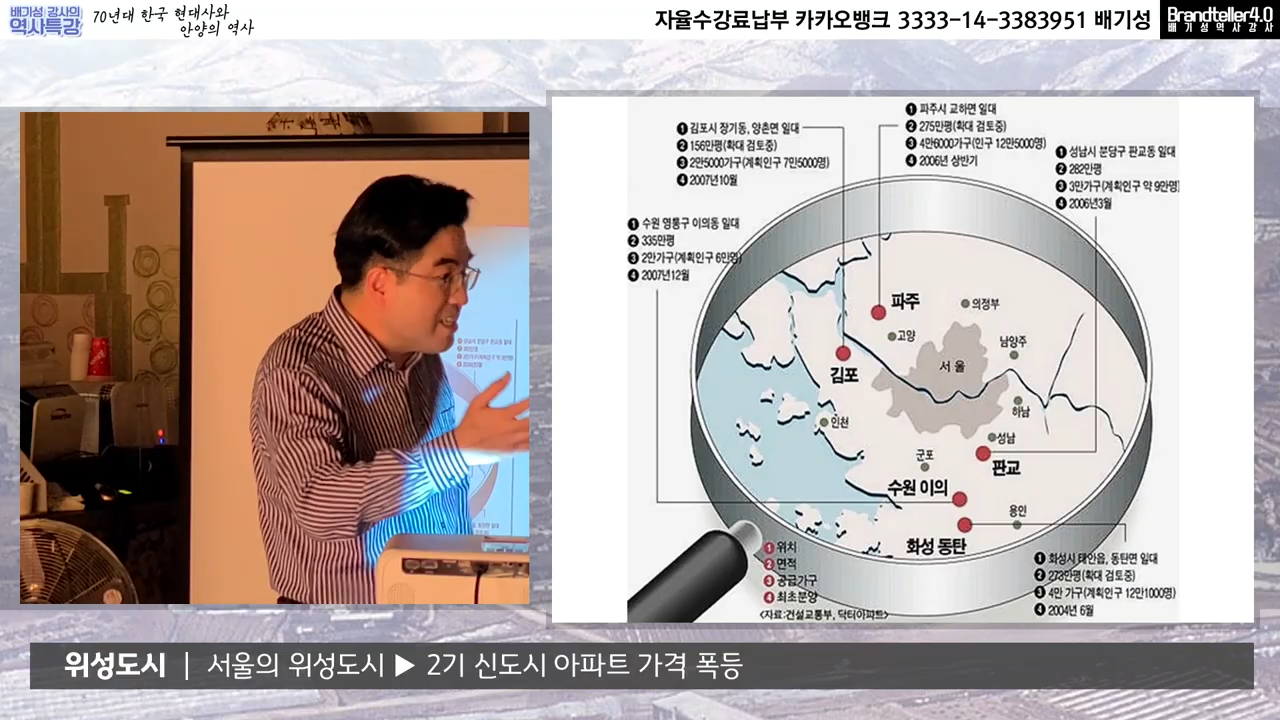 배기성 강사의
역사특강
70년대 한국 현대사와
안양의 역사
자율수강료납부 카카오뱅크 3333-14-3383951 배기성
Brandteller4.0
배기성역사강사
❶ 김포시 장기동, 양촌면 일대
❷ 156만평(확대 검토중)
❸ 2만5000가구(계획인구 7만5000명)
❹ 2007년10월
❶ 파주시 교하면 일대
❷ 275만평(확대 검토중)
❸ 4만6000가구(인구 12만5000명)
❹ 2006년 상반기
❶ 성남시 분당구 판교동 일대
❷ 282만평
❸ 3만가구(계획인구 약 9만명)
❹ 2006년3월
❶ 수원 영통구 이의동 일대
❷ 335만평
❸ 2만가구(계획인구 6만명)
❹ 2007년12월
파주
의정부
고양
남양주
서울
김포
하남
인천
성남
군포
판교
수원 이의
용인
화성 동탄
❶ 위치
❷ 면적
❸ 공급가구
❹ 최초분양
<자료:건설교통부, 닥터아파트>
❶ 화성시 태안읍, 동탄면 일대
❷ 273만평(확대 검토중)
❸ 4만 가구(계획인구 12만1000명)
❹ 2004년 6월
위성도시 | 서울의 위성도시 ▶ 2기 신도시 아파트 가격 폭등